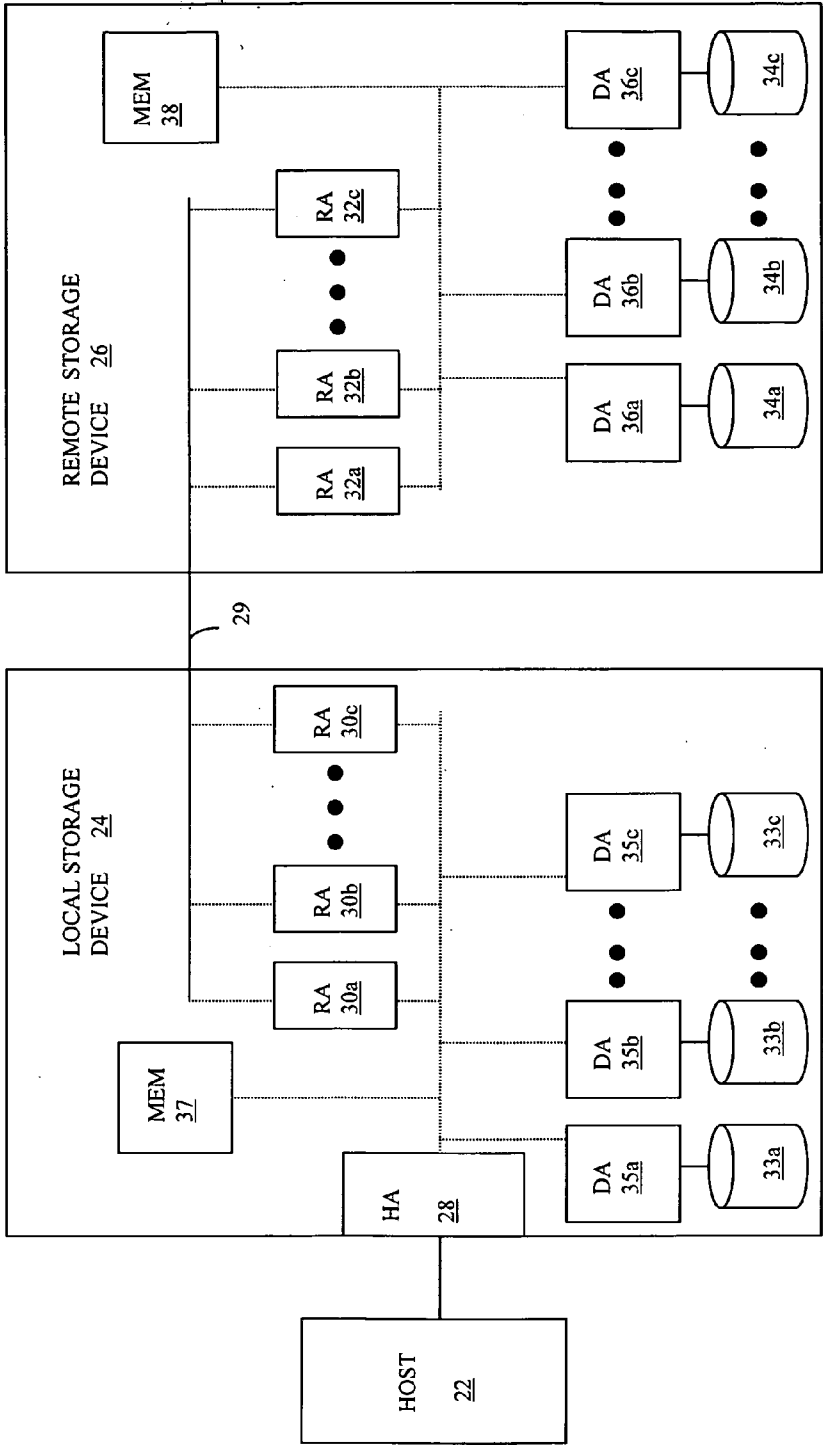 HOST
22
LOCAL STORAGE
DEVICE 24
HA
28
MEM
37
RA
30a
RA
30b
RA
30c
DA
35a
DA
35b
DA
35c
33a
33b
33c
29
REMOTE STORAGE
DEVICE 26
MEM
38
RA
32a
RA
32b
RA
32c
DA
36a
DA
36b
DA
36c
34a
34b
34c